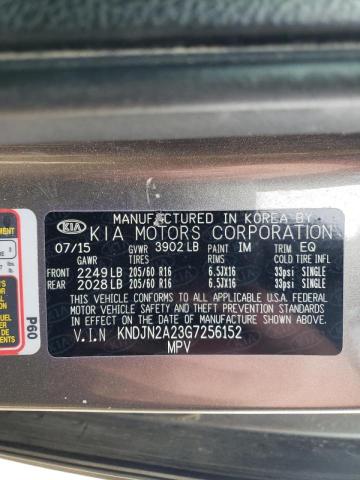 MANUFACTURED IN KOREA BY
KIA KIA MOTORS CORPORATION
07/15 GVWR 3902 LB PAINT IM TRIM EQ
TIRES RIMS COLD TIRE INFL
FRONT 2249 LB 205/60 R16 6.5JX16 33psi SINGLE
REAR 2028 LB 205/60 R16 6.5JX16 33psi SINGLE
THIS VEHICLE CONFORMS TO ALL APPLICABLE U.S.A. FEDERAL
MOTOR VEHICLE SAFETY AND THEFT PREVENTION STANDARDS
IN EFFECT ON THE DATE OF MANUFACTURE SHOWN ABOVE.
V.I.N KNDJN2A23G7256152
MPV
P60